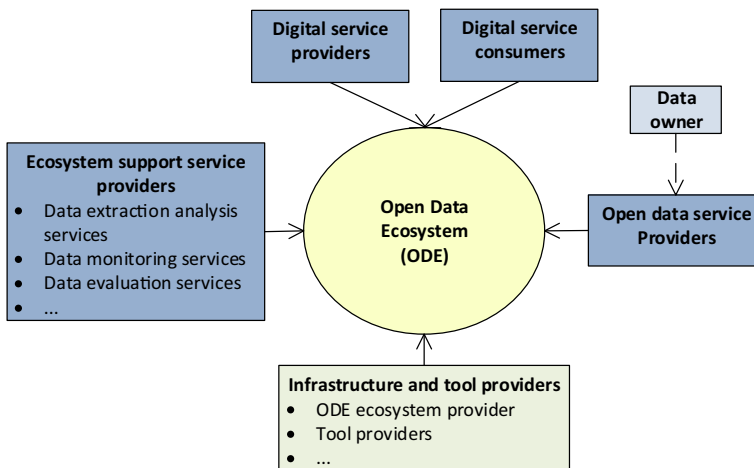 Digital service
providers
Digital service
consumers
Data
owner
Ecosystem support service
providers
• Data extraction analysis
services
• Data monitoring services
• Data evaluation services
• ...
Open Data
Ecosystem
(ODE)
Open data service
Providers
Infrastructure and tool providers
• ODE ecosystem provider
• Tool providers
• ...